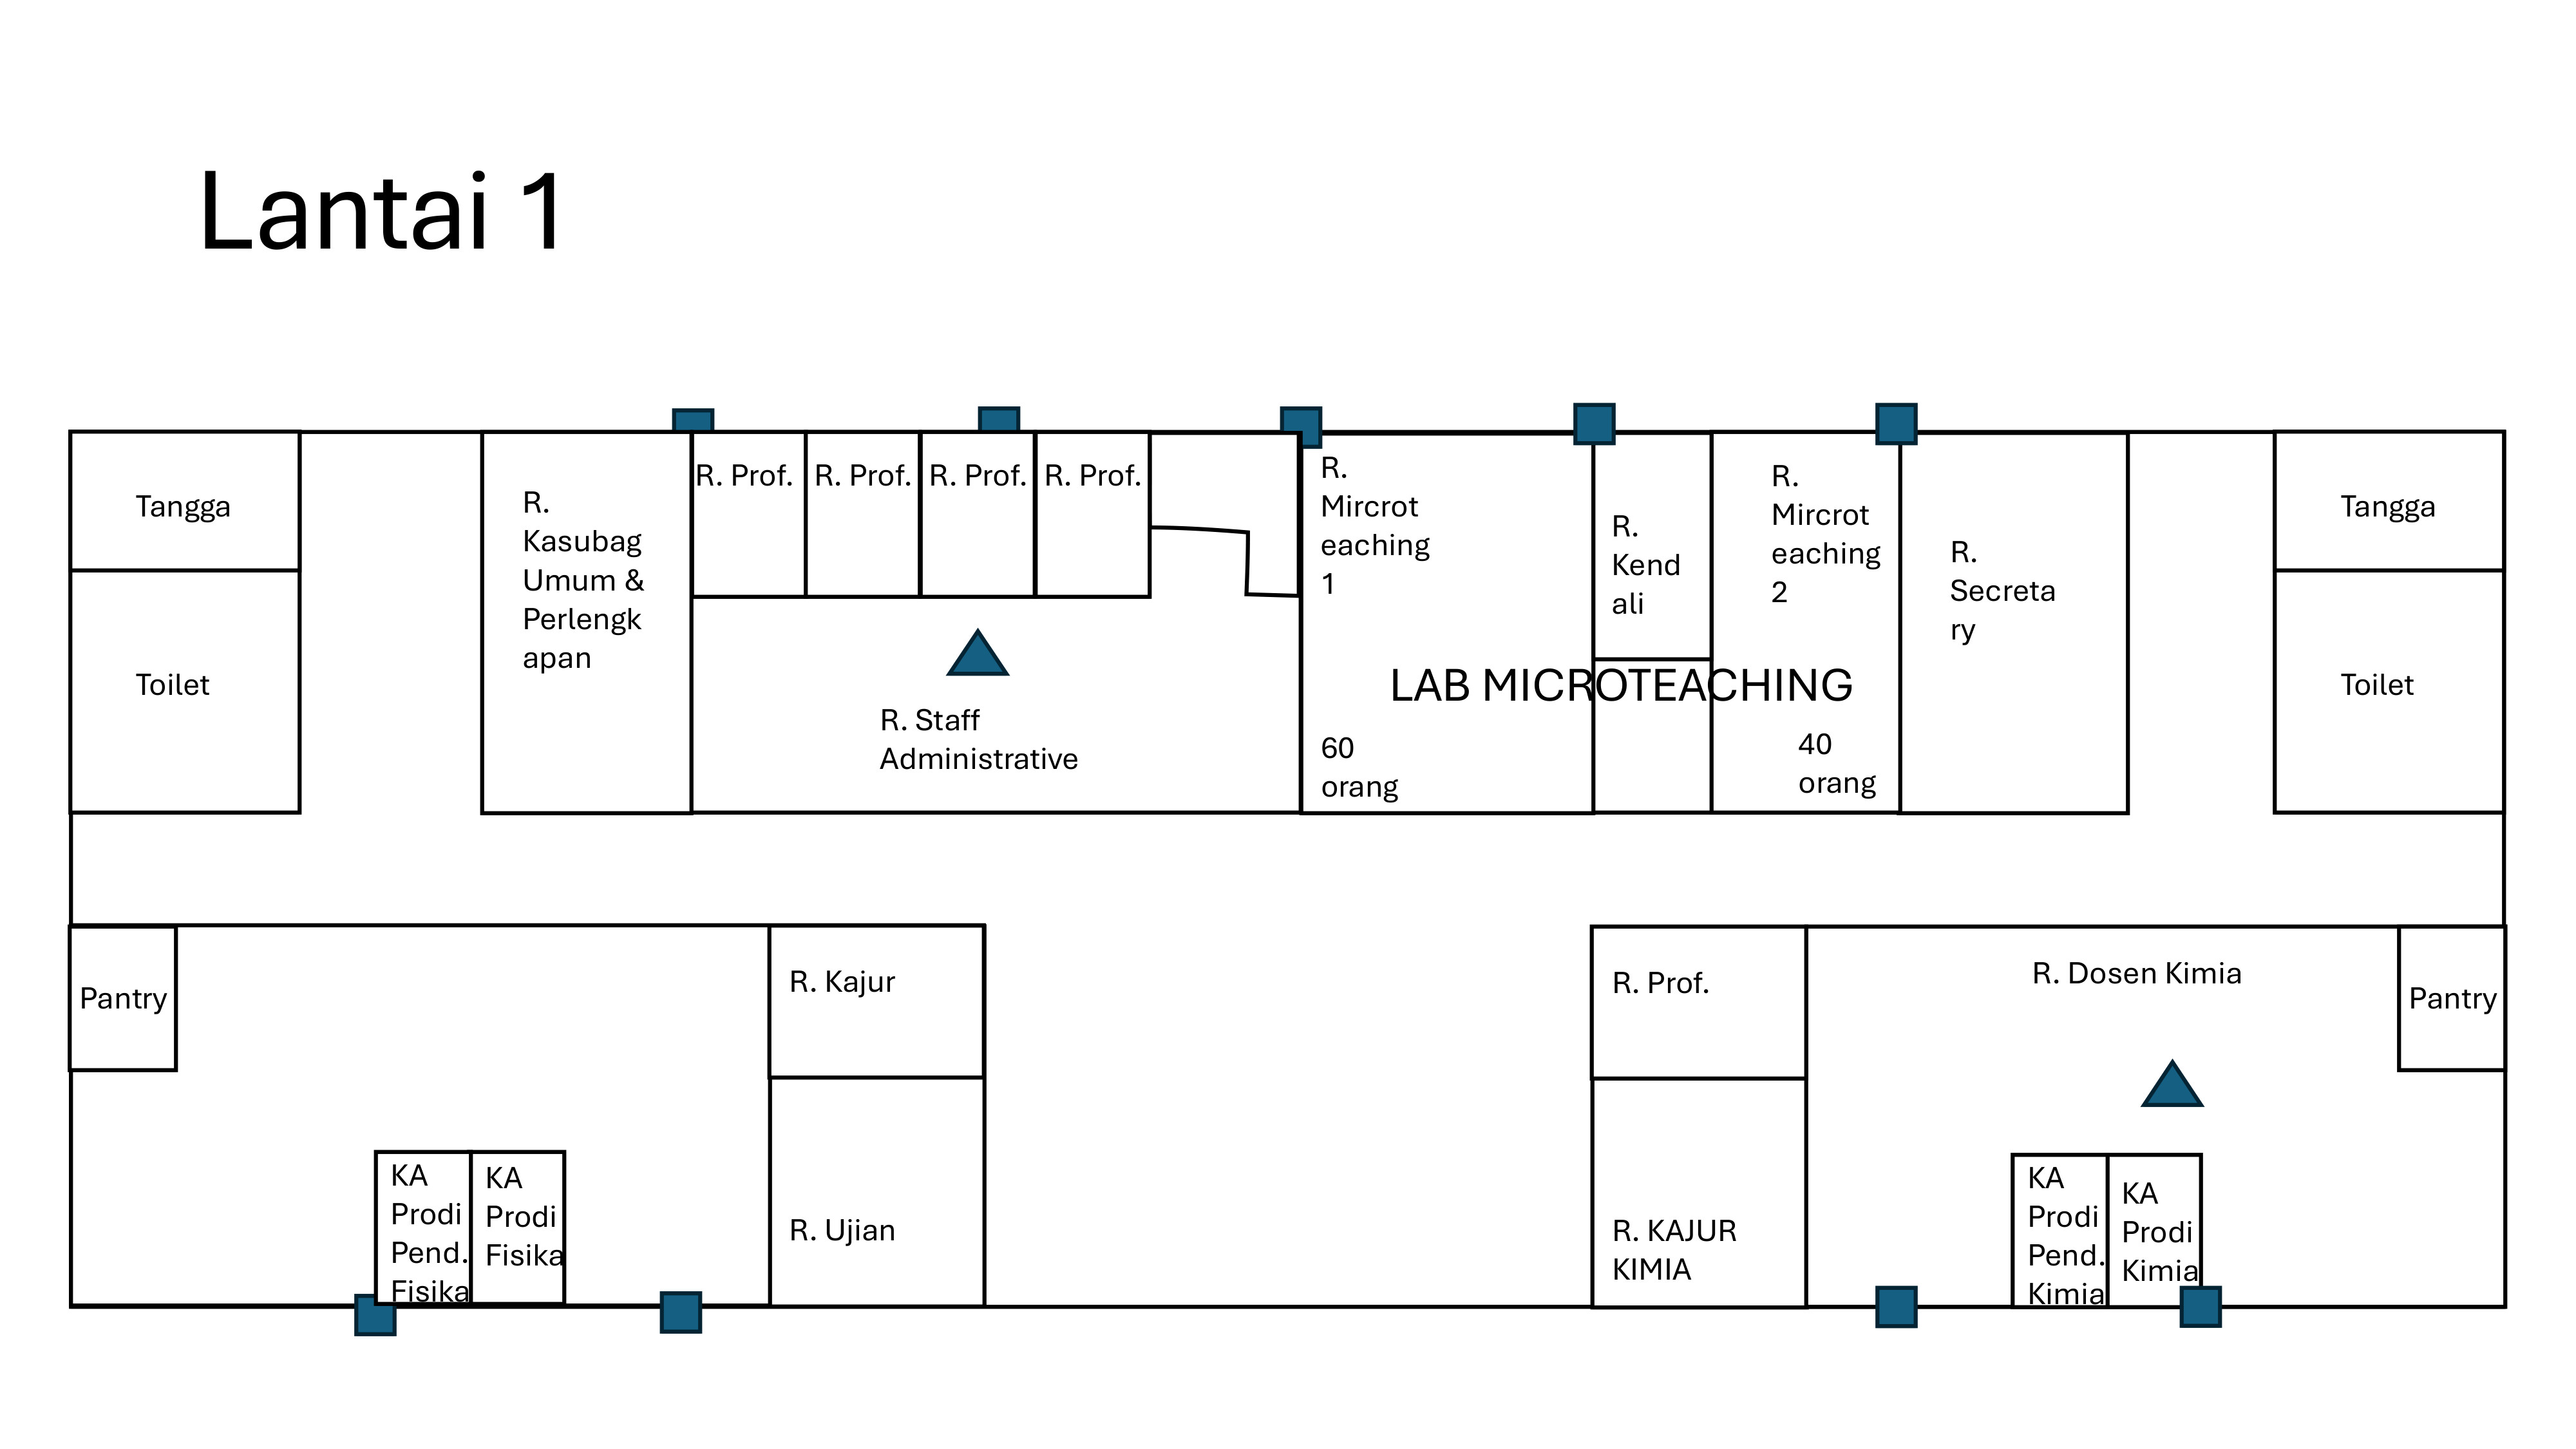 Lantai 1
Tangga
Toilet
R.
Kasubag
Umum &
Perlengk
apan
R. Prof.
R. Prof.
R. Prof.
R. Prof.
R. Staff
Administrative
R.
Mircrot
eaching
1
60
orang
LAB MICROTEACHING
R.
Kend
ali
R.
Mircrot
eaching
2
40
orang
R.
Secreta
ry
Tangga
Toilet
Pantry
KA
Prodi
Pend.
Fisika
KA
Prodi
Fisika
R. Kajur
R. Ujian
R. Prof.
R. KAJUR
KIMIA
R. Dosen Kimia
KA
Prodi
Pend.
Kimia
KA
Prodi
Kimia
Pantry